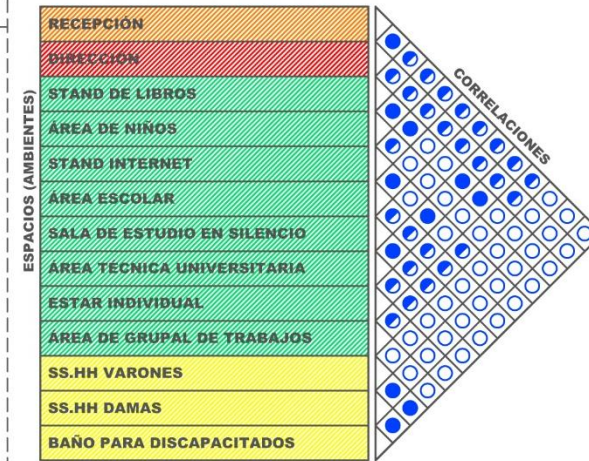 ESPACIOS (AMBIENTES)
RECEPCIÓN
DIRECCIÓN
STAND DE LIBROS
ÁREA DE NIÑOS
STAND INTERNET
ÁREA ESCOLAR
SALA DE ESTUDIO EN SILENCIO
ÁREA TÉCNICA UNIVERSITARIA
ESTAR INDIVIDUAL
ÁREA DE GRUPAL DE TRABAJOS
SS.HH VARONES
SS.HH DAMAS
BAÑO PARA DISCAPACITADOS
CORRELACIONES